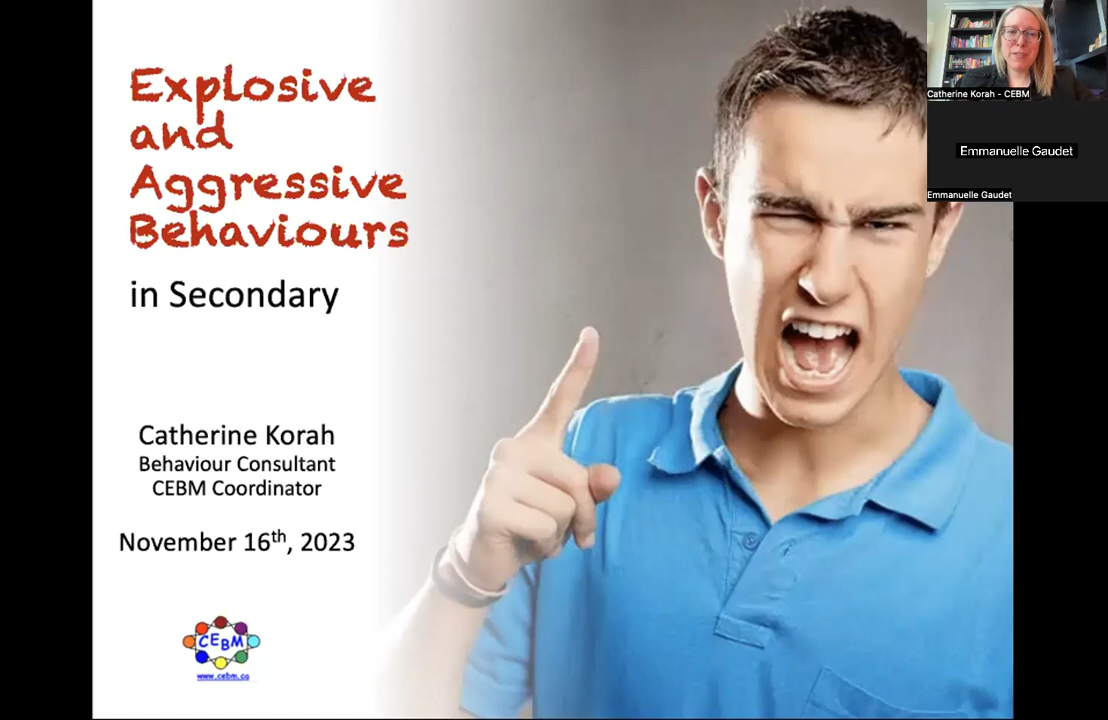 Explosive
and
Aggressive
Behaviours
in Secondary
Catherine Korah
Behaviour Consultant
CEBM Coordinator
November 16th, 2023
CEBM
www.cebm.ca
Catherine Korah - CEBM
Emmanuelle Gaudet
Emmanuelle Gaudet